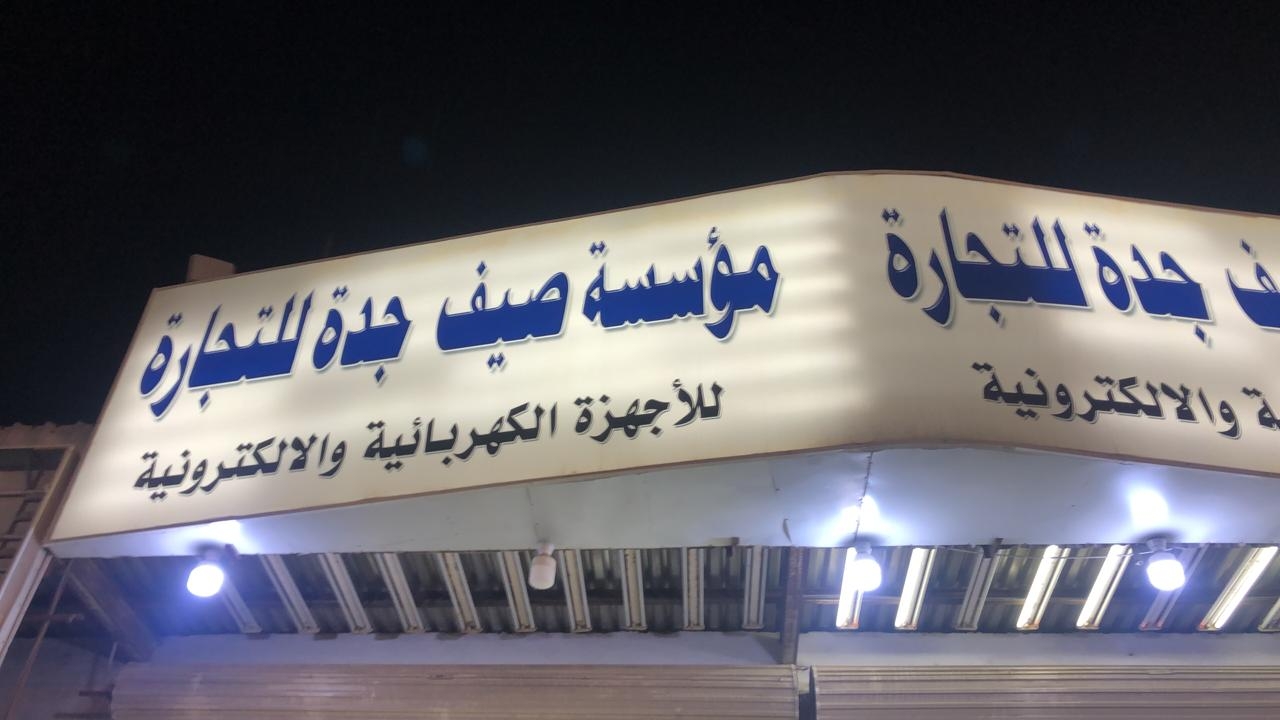 مؤسسة صيف جدة للتجارة
للأجهزة الكهربائية والالكترونية
جدة للتجارة
والالكترونية